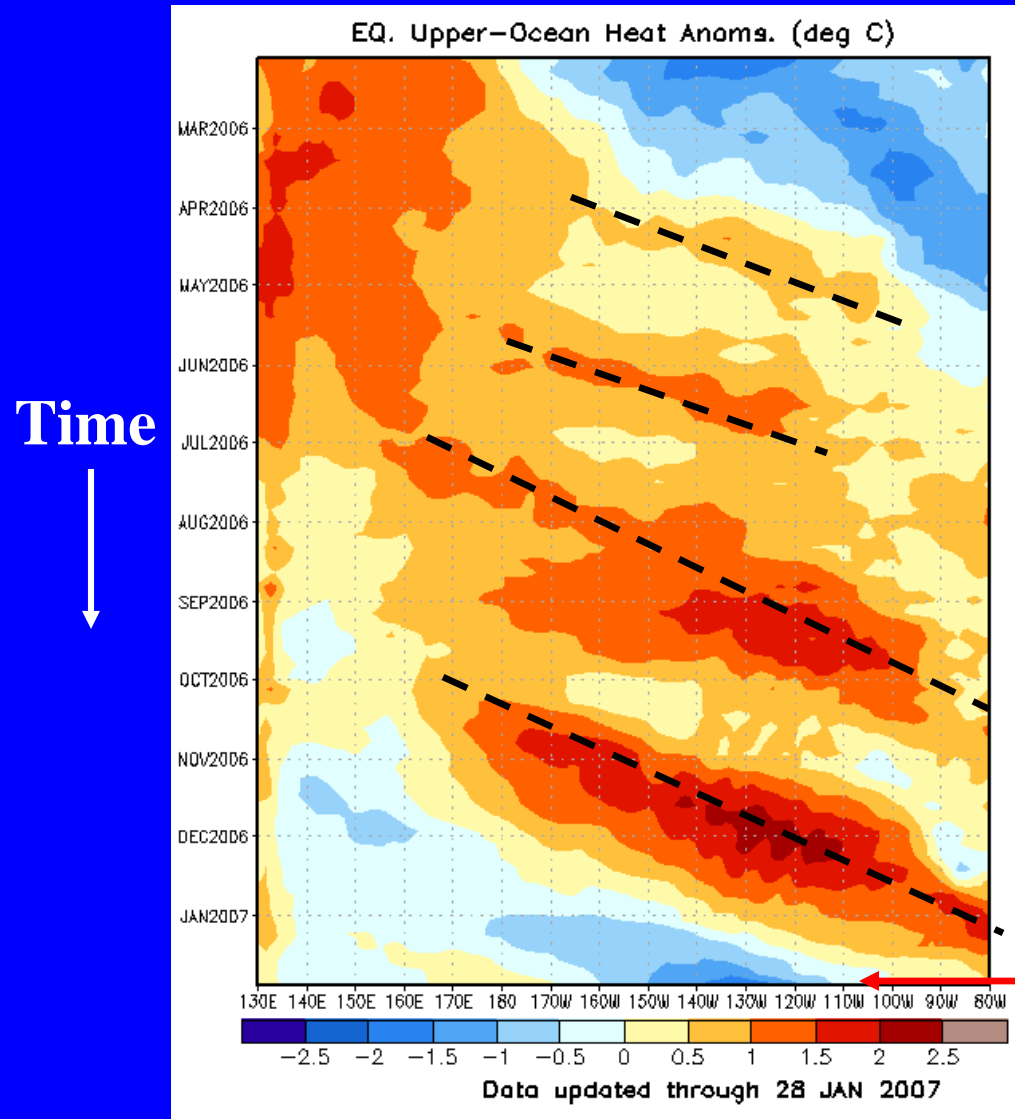 EQ. Upper-Ocean Heat Anoms. (deg C)
MAR2006
APR2006
MAY2006
JUN2006
Time
JUL2006
AUG2006
SEP2006
OCT2006
NOV2006
DEC2006
JAN2007
130E 140E 150E 160E 170E 180 170W 160W 150W 140W 130W 120W 110W 100W 90W 80W
-2.5 -2 -1.5 -1 -0.5 0 0.5 1 1.5 2 2.5
Data updated through 28 JAN 2007